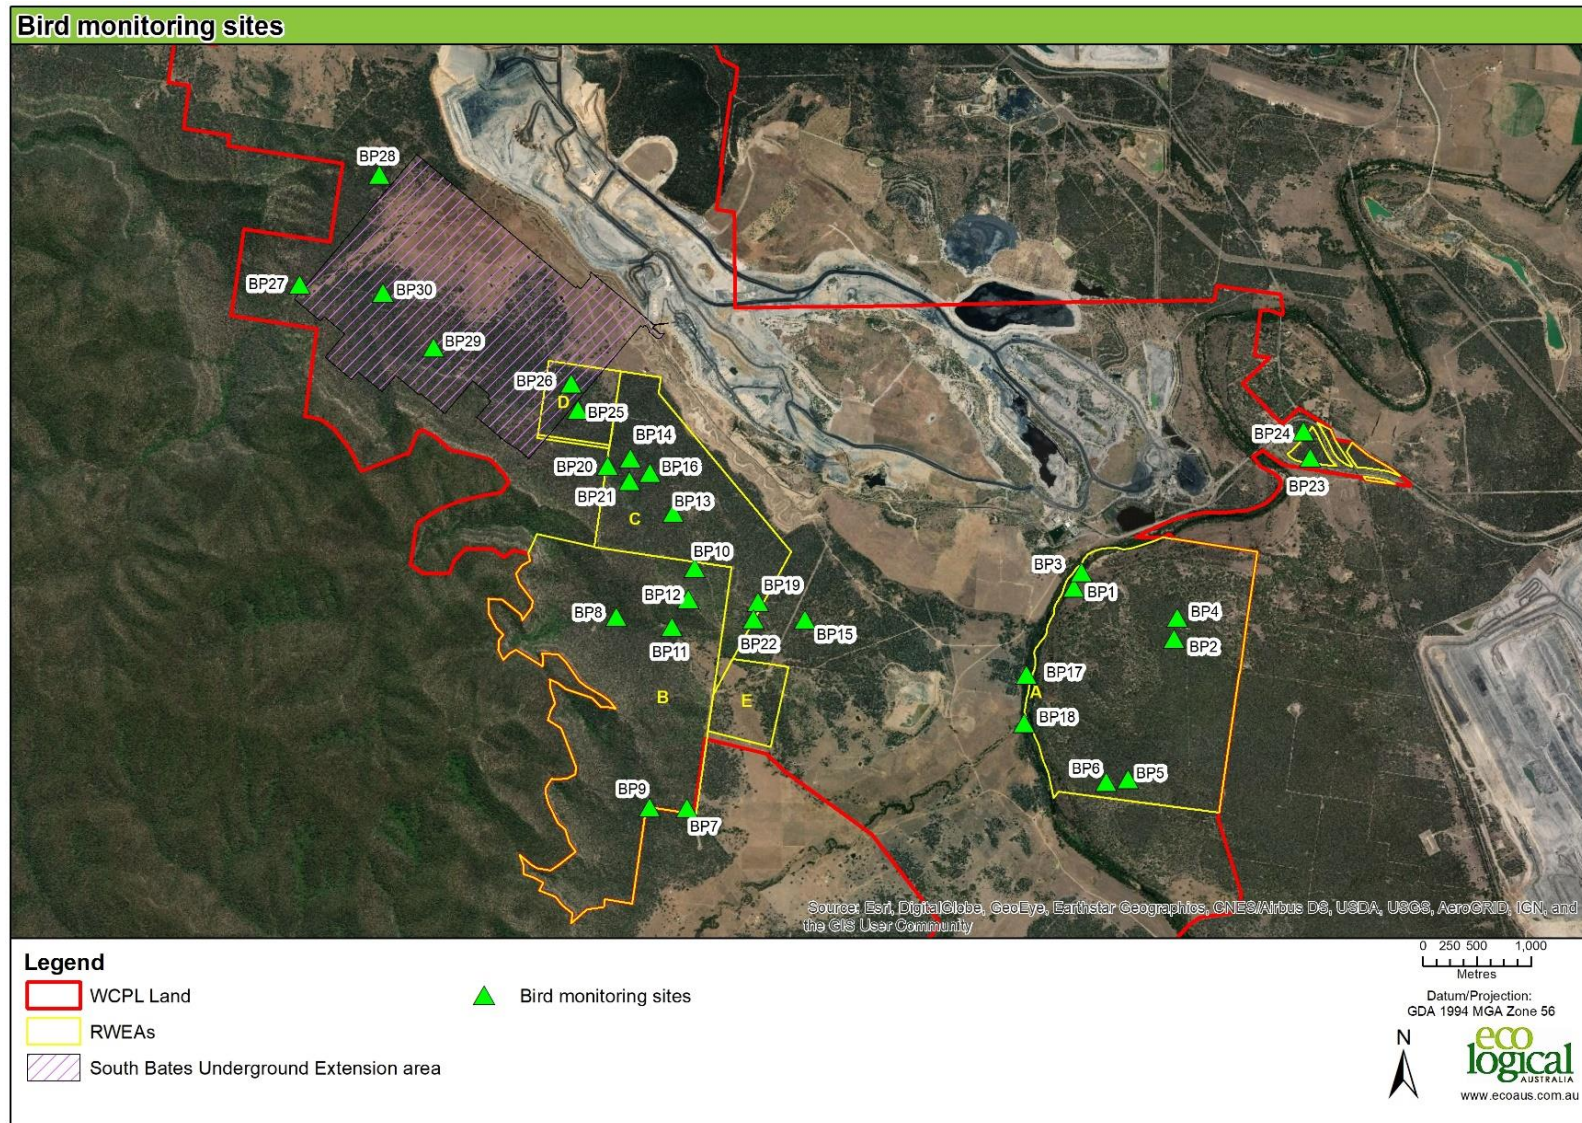 Bird monitoring sites
BP28
BP27
BP30
BP29
BP26
D
BP25
BP14
BP24
BP20
BP16
BP21
BP23
BP13
C
BP10
BP3
BP12
BP19
BP1
BP8
BP4
BP15
BP11
BP22
BP2
BP17
B
E
A
BP18
BP6
BP5
BP9
BP7
Source: Esri, DigitalGlobe, GeoEye, Earthstar Geographics, CNES/Airbus DS, USDA, USGS, AeroGRID, IGN, and
the GIS User Community
Legend
WCPL Land
Bird monitoring sites
RWEAs
South Bates Underground Extension area
0 250 500 1,000
Metres
Datum/Projection:
GDA 1994 MGA Zone 56
N
eco
logical
AUSTRALIA
www.ecoaus.com.au